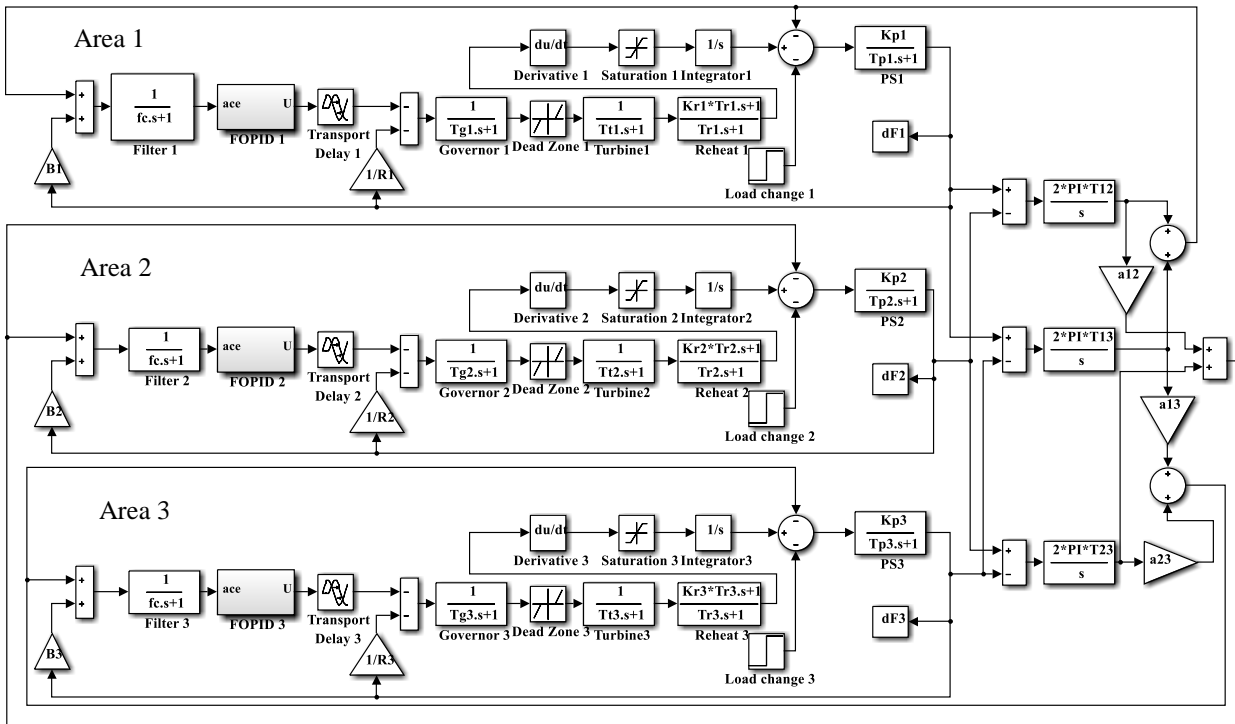 Area 1
+
+
B1
1
fc.s+1
Filter 1
ace U
FOPID 1
Transport
Delay 1
−
−
1/R1
1
Tg1.s+1
Governor 1
Dead Zone 1
1
Tt1.s+1
Turbine1
Kr1*Tr1.s+1
Tr1.s+1
Reheat 1
du/dt
Derivative 1
Saturation 1
1/s
Integrator1
−
+
−
Load change 1
Kp1
Tp1.s+1
PS1
dF1
Area 2
+
+
B2
1
fc.s+1
Filter 2
ace U
FOPID 2
Transport
Delay 2
−
−
1/R2
1
Tg2.s+1
Governor 2
Dead Zone 2
1
Tt2.s+1
Turbine2
Kr2*Tr2.s+1
Tr2.s+1
Reheat 2
du/dt
Derivative 2
Saturation 2
1/s
Integrator2
−
+
−
Load change 2
Kp2
Tp2.s+1
PS2
dF2
Area 3
+
+
B3
1
fc.s+1
Filter 3
ace U
FOPID 3
Transport
Delay 3
−
−
1/R3
1
Tg3.s+1
Governor 3
Dead Zone 3
1
Tt3.s+1
Turbine3
Kr3*Tr3.s+1
Tr3.s+1
Reheat 3
du/dt
Derivative 3
Saturation 3
1/s
Integrator3
−
+
−
Load change 3
Kp3
Tp3.s+1
PS3
dF3
+
−
2*PI*T12
s
+
+
a12
+
−
2*PI*T13
s
+
+
a13
+
+
+
−
2*PI*T23
s
a23